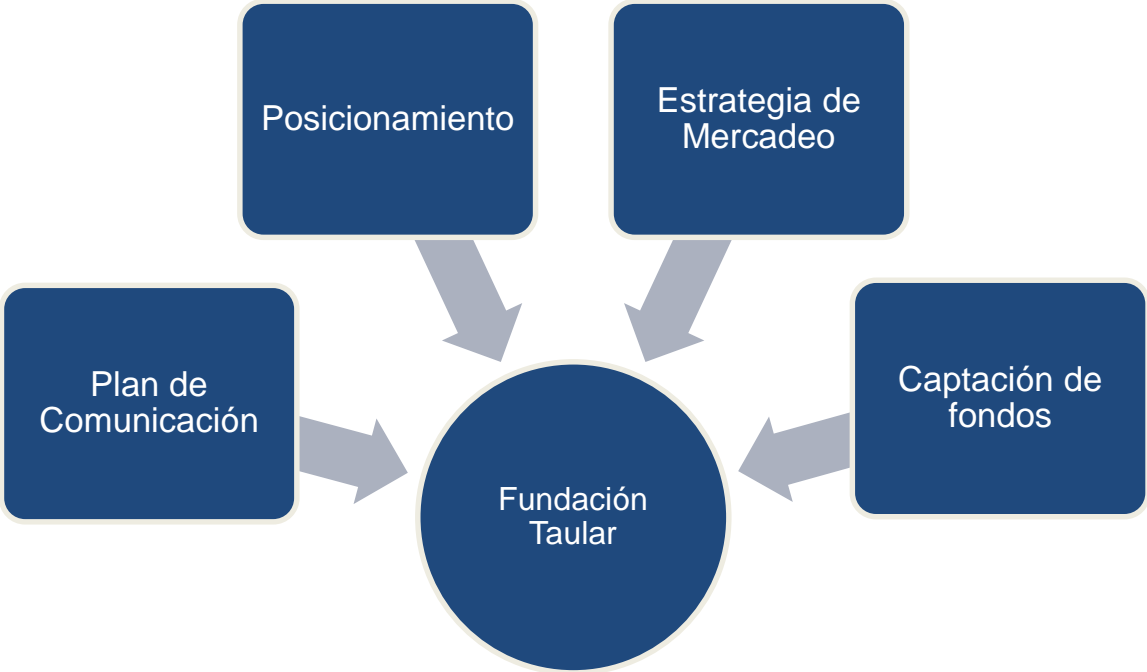 Posicionamiento
Estrategia de
Mercadeo
Plan de
Comunicación
Captación de
fondos
Fundación
Taular